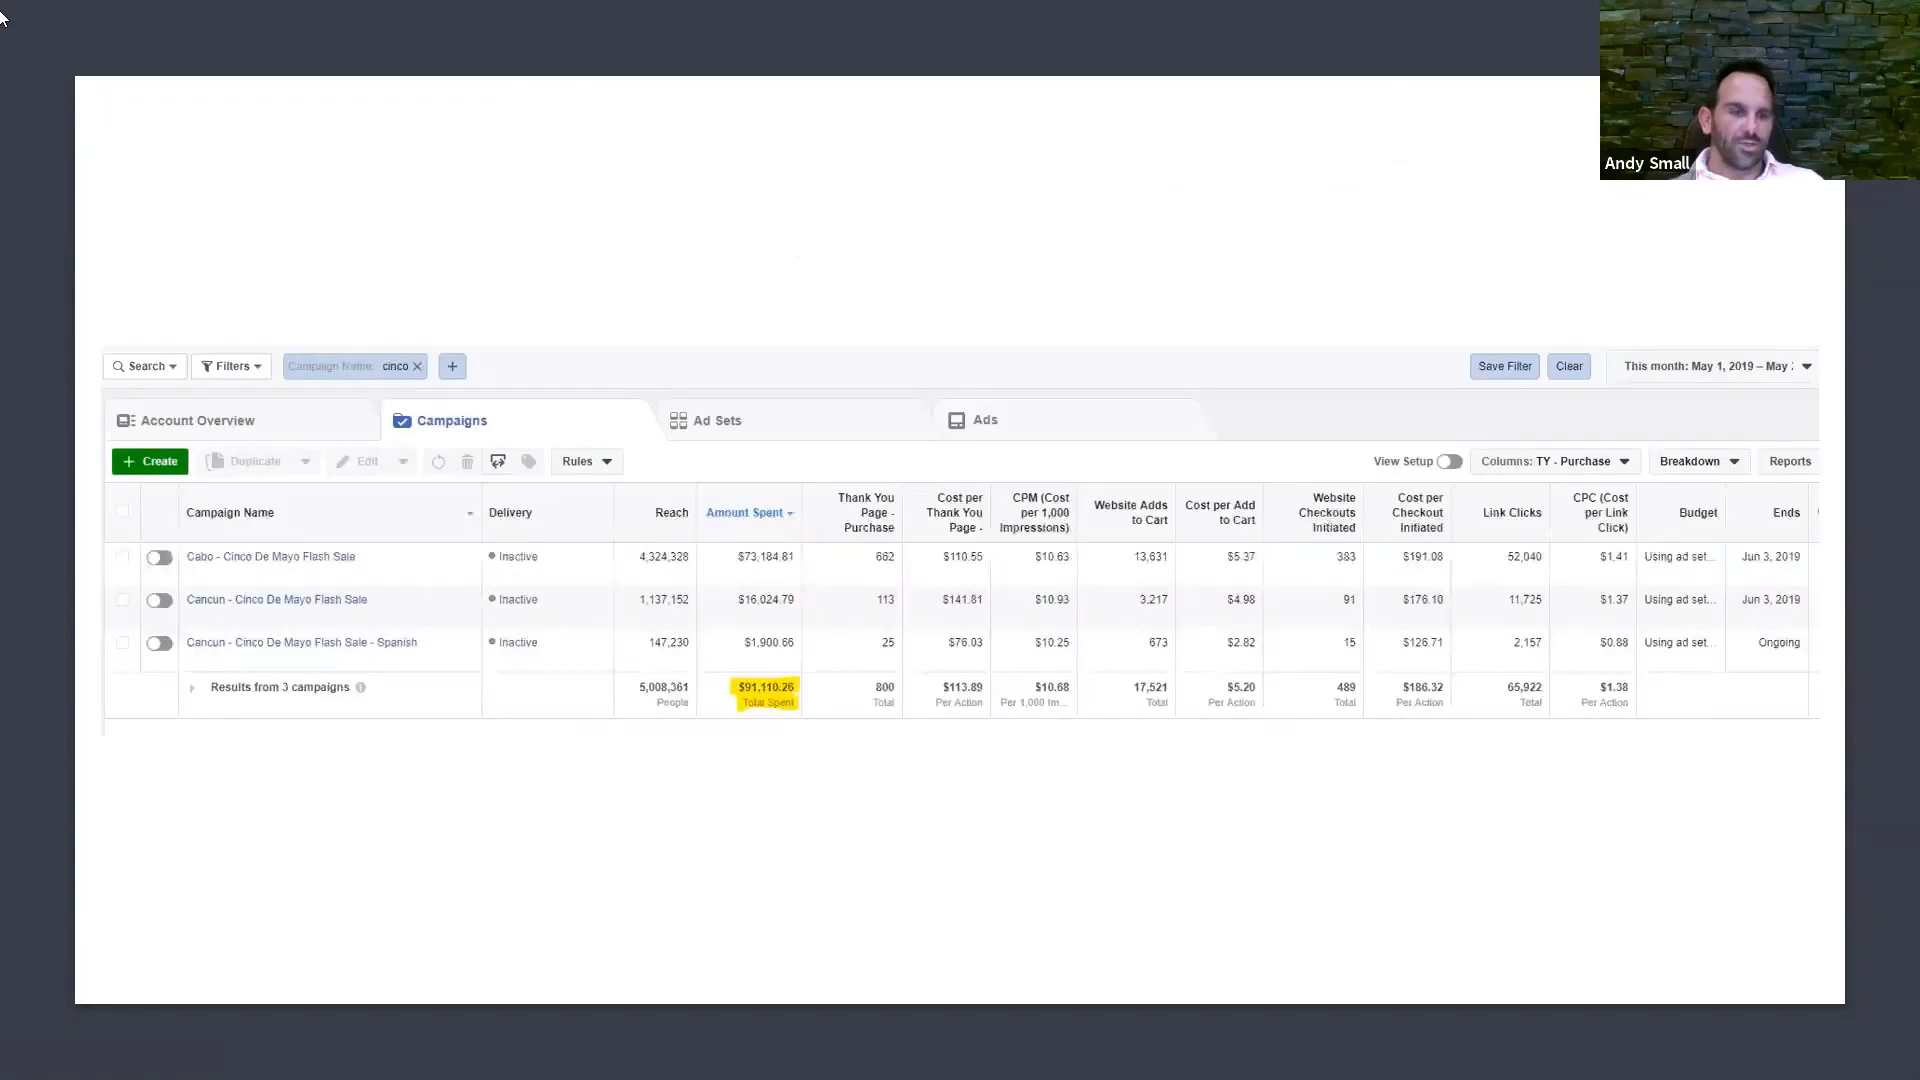 Andy Small
Search
Filters
Campaign Name: cinco
Save Filter
Clear
This month: May 1, 2019 – May
Account Overview
Campaigns
Ad Sets
Ads
+ Create
Duplicate
Edit
Rules
View Setup
Columns: TY - Purchase
Breakdown
Reports
Campaign Name
Delivery
Reach
Amount Spent
Thank You Page - Purchase
Cost per Thank You Page -
CPM (Cost per 1,000 Impressions)
Website Adds to Cart
Cost per Add to Cart
Website Checkouts Initiated
Cost per Checkout Initiated
Link Clicks
CPC (Cost per Link Click)
Budget
Ends
Cabo - Cinco De Mayo Flash Sale Inactive 4,324,328 $73,184.81 662 $110.55 $10.63 13,631 $5.37 383 $191.08 52,040 $1.41 Using ad set... Jun 3, 2019
Cancun - Cinco De Mayo Flash Sale Inactive 1,137,152 $16,024.79 113 $141.81 $10.93 3,217 $4.98 91 $176.10 11,725 $1.37 Using ad set... Jun 3, 2019
Cancun - Cinco De Mayo Flash Sale - Spanish Inactive 147,230 $1,900.66 25 $76.03 $10.25 673 $2.82 15 $126.71 2,157 $0.88 Using ad set... Ongoing
Results from 3 campaigns 5,008,361 $91,110.26 800 $113.89 $10.68 17,521 $5.20 489 $186.32 65,922 $1.38
People Total Spent Total Per Action Per 1,000 Im... Total Per Action Total Per Action Total Per Action